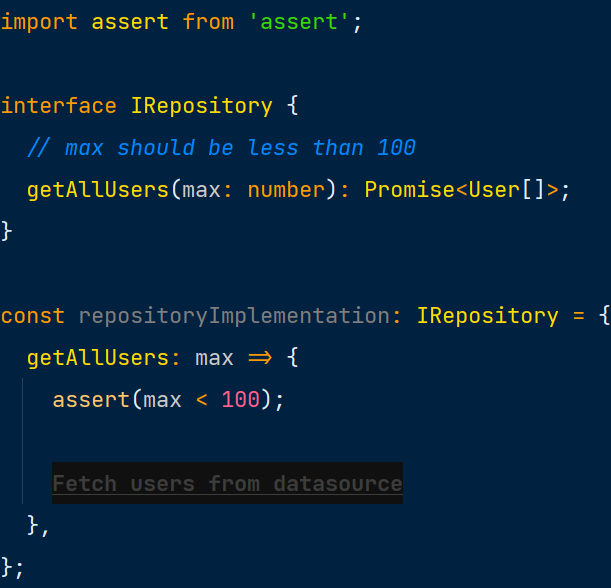 import assert from 'assert';
interface IRepository {
// max should be less than 100
getAllUsers(max: number): Promise<User[]>;
}
const repositoryImplementation: IRepository = {
getAllUsers: max => {
assert(max < 100);
Fetch users from datasource
},
};